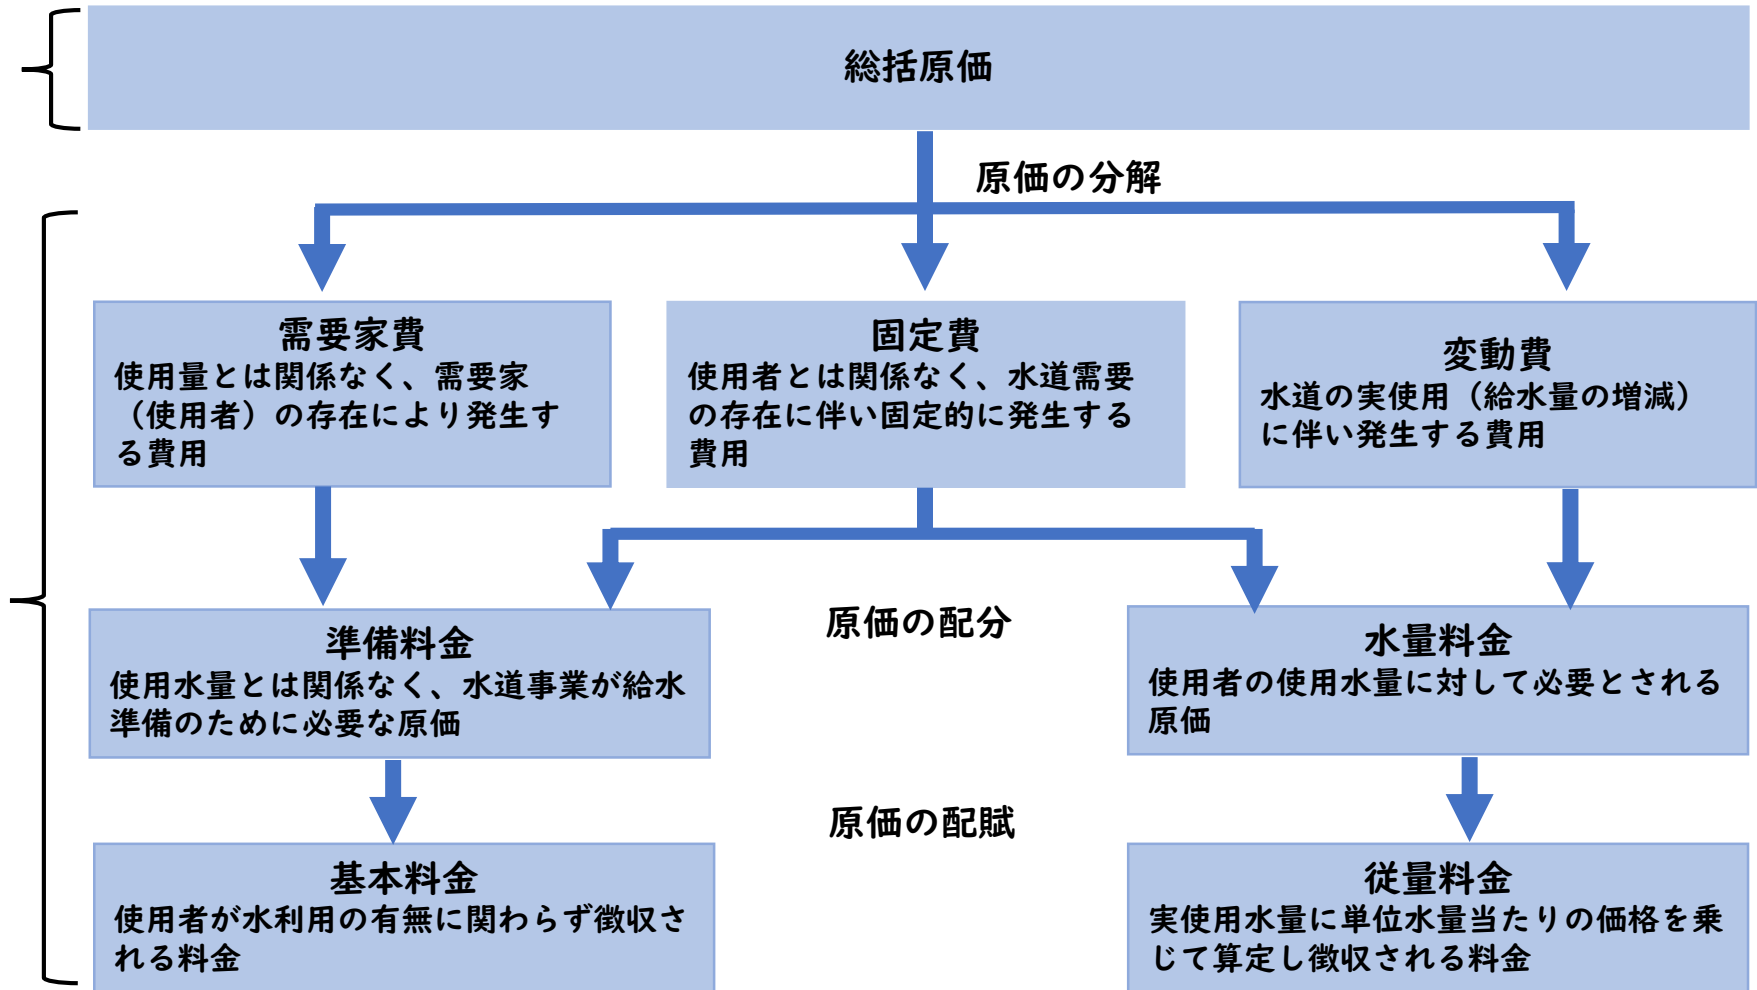 総括原価
原価の分解
需要家費
使用量とは関係なく、需要家
（使用者）の存在により発生す
る費用
固定費
使用者とは関係なく、水道需要
の存在に伴い固定的に発生する
費用
変動費
水道の実使用（給水量の増減）
に伴い発生する費用
原価の配分
準備料金
使用水量とは関係なく、水道事業が給水
準備のために必要な原価
水量料金
使用者の使用水量に対して必要とされる
原価
原価の配賦
基本料金
使用者が水利用の有無に関わらず徴収さ
れる料金
従量料金
実使用水量に単位水量当たりの価格を乗
じて算定し徴収される料金